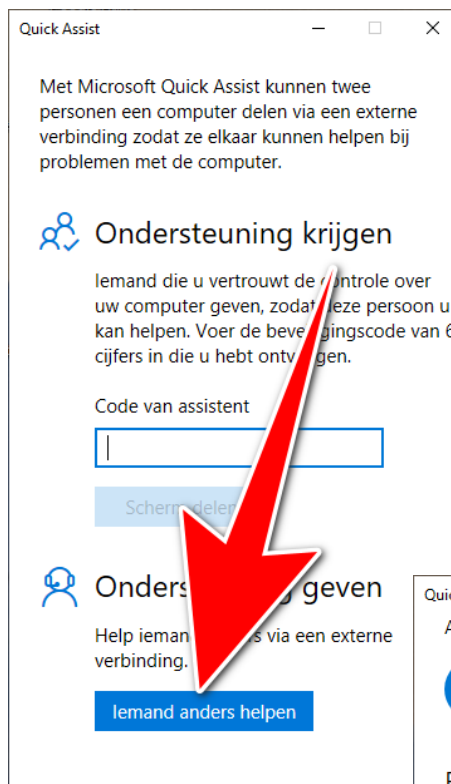 Quick Assist
Met Microsoft Quick Assist kunnen twee
personen een computer delen via een externe
verbinding zodat ze elkaar kunnen helpen bij
problemen met de computer.
Ondersteuning krijgen
Iemand die u vertrouwt de controle over
uw computer geven, zodat deze persoon u
kan helpen. Voer de beveiligingscode van 6
cijfers in die u hebt ontvangen.
Code van assistent
Scherm delen
Ondersteuning geven
Help iemand anders via een externe
verbinding.
Iemand anders helpen